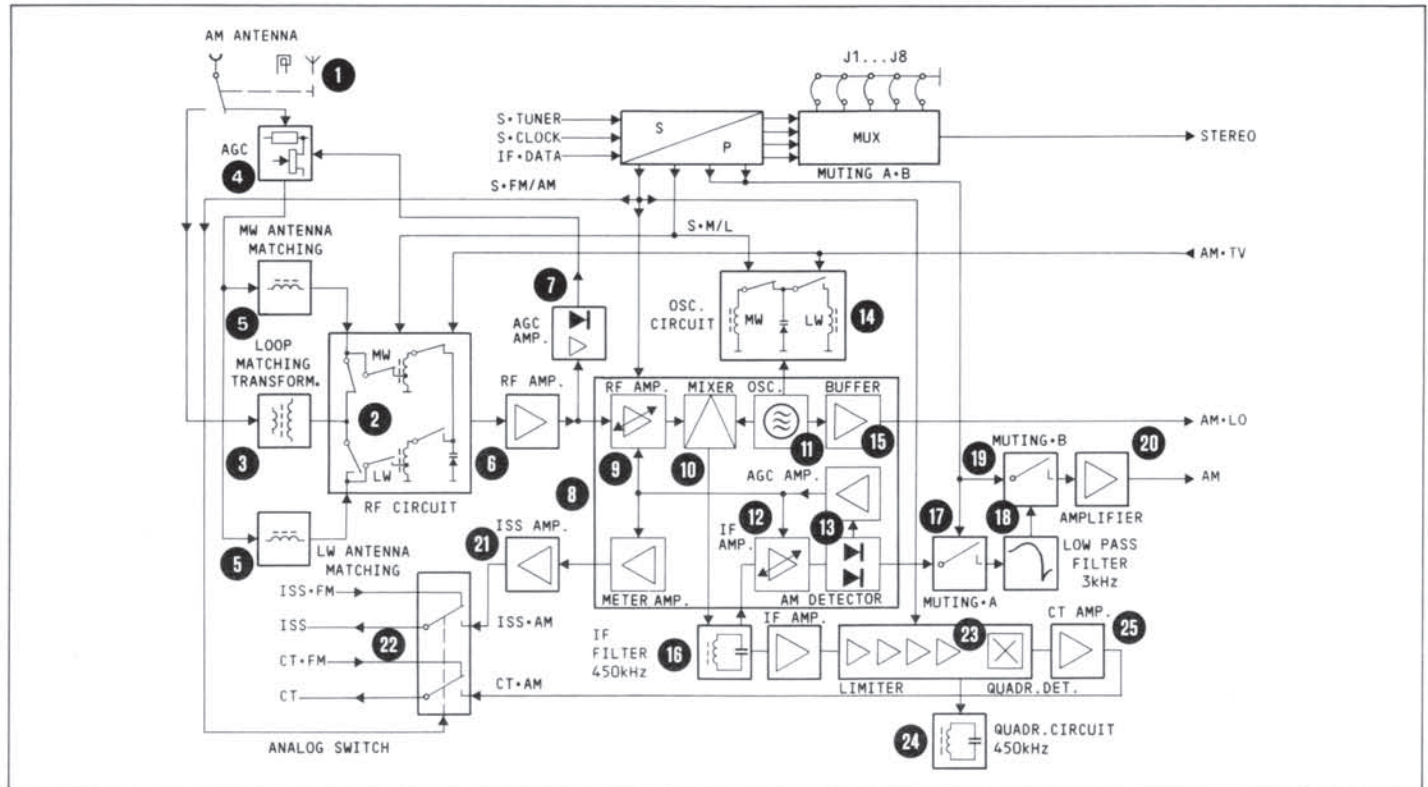 AM ANTENNA
1
J1...J8
S•TUNER
S•CLOCK
IF•DATA
S
P
MUX
STEREO
MUTING A•B
AGC
4
S•FM/AM
S•M/L
MW ANTENNA
MATCHING
AM•TV
5
7
AGC
AMP.
OSC.
CIRCUIT
MW
LW
14
LOOP
MATCHING
TRANSFORM.
3
MW
2
LW
RF CIRCUIT
RF AMP.
6
RF AMP.
MIXER
OSC.
BUFFER
9
10
11
15
AM•LO
8
AGC AMP.
MUTING•B
19
20
AM
12
IF
AMP.
13
17
18
AMPLIFIER
5
LW ANTENNA
MATCHING
21
ISS AMP.
METER AMP.
AM DETECTOR
MUTING•A
LOW PASS
FILTER
3kHz
ISS•FM
ISS
22
CT•FM
CT
ISS•AM
CT•AM
IF
FILTER
450kHz
16
IF AMP.
23
LIMITER
QUADR.DET.
CT AMP.
25
ANALOG SWITCH
24
QUADR.CIRCUIT
450kHz